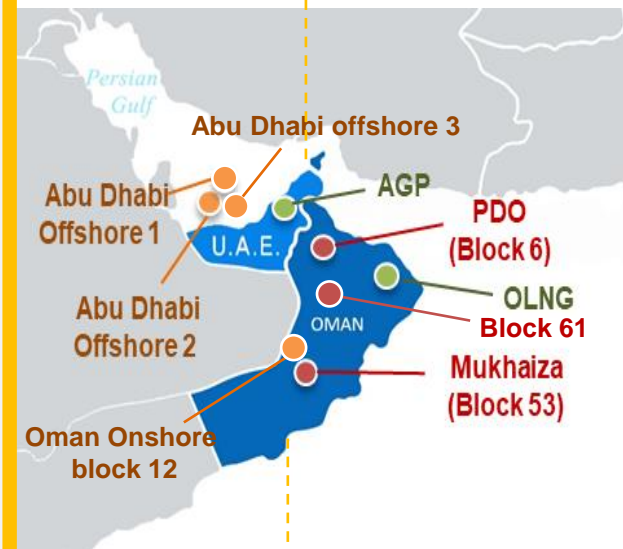 Persian
Gulf
Abu Dhabi offshore 3
Abu Dhabi
Offshore 1
AGP
PDO
(Block 6)
U.A.E.
OLNG
Abu Dhabi
Offshore 2
OMAN
Block 61
Mukhaiza
(Block 53)
Oman Onshore
block 12